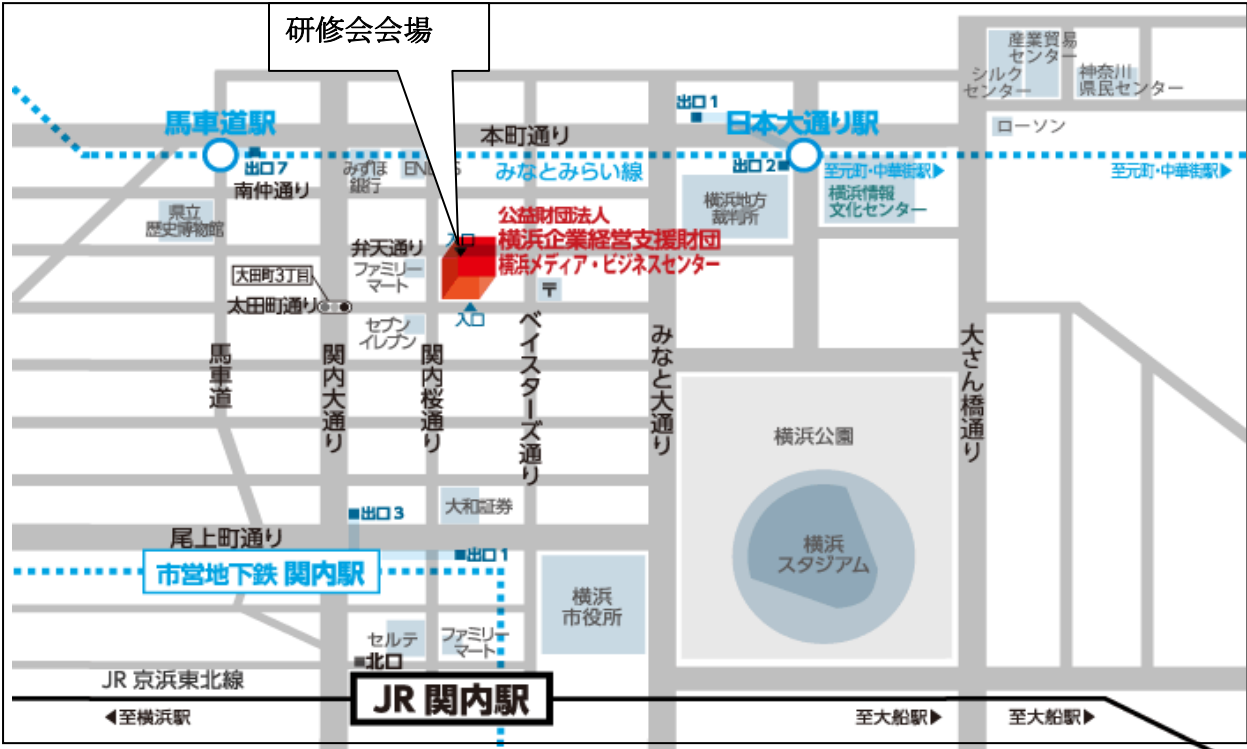 研修会会場
産業貿易
センター
シルク
センター
神奈川
県民センター
ローソン
馬車道駅
出口7
本町通り
出口1
日本大通り駅
出口2
みずほ
銀行
みなとみらい線
至元町・中華街駅▶
至元町・中華街駅▶
南仲通り
県立
歴史博物館
横浜地方
裁判所
横浜情報
文化センター
公益財団法人
横浜企業経営支援財団
横浜メディア・ビジネスセンター
入口
弁天通り
ファミリー
マート
大田町3丁目
太田町通り
〒
入口
セブン
イレブン
馬車道
関内大通り
関内桜通り
ベイスターズ通り
みなと大通り
大さん橋通り
横浜公園
横浜
スタジアム
大和証券
出口3
尾上町通り
出口1
市営地下鉄 関内駅
横浜
市役所
セルテ
ファミリー
マート
北口
JR 京浜東北線
JR 関内駅
◀至横浜駅
至大船駅▶
至大船駅▶